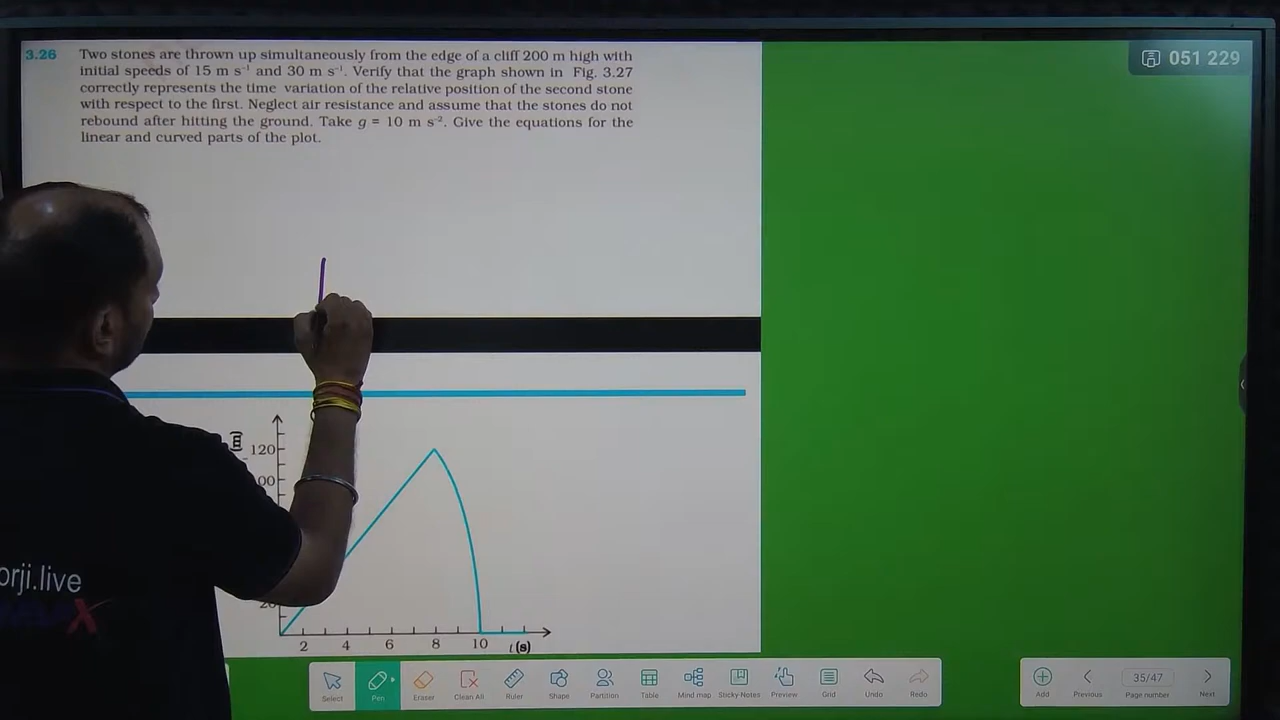 051 229
3.26 Two stones are thrown up simultaneously from the edge of a cliff 200 m high with
initial speeds of 15 m s⁻¹ and 30 m s⁻¹. Verify that the graph shown in Fig. 3.27
correctly represents the time variation of the relative position of the second stone
with respect to the first. Neglect air resistance and assume that the stones do not
rebound after hitting the ground. Take g = 10 m s⁻². Give the equations for the
linear and curved parts of the plot.
(m)
120
00
20
2 4 6 8 10 t(s)
orji.live
Select Pen Eraser Clean All Ruler Shape Partition Table Mind map Sticky-Notes Preview Grid Undo Redo
Add Previous 35/47 Page number Next